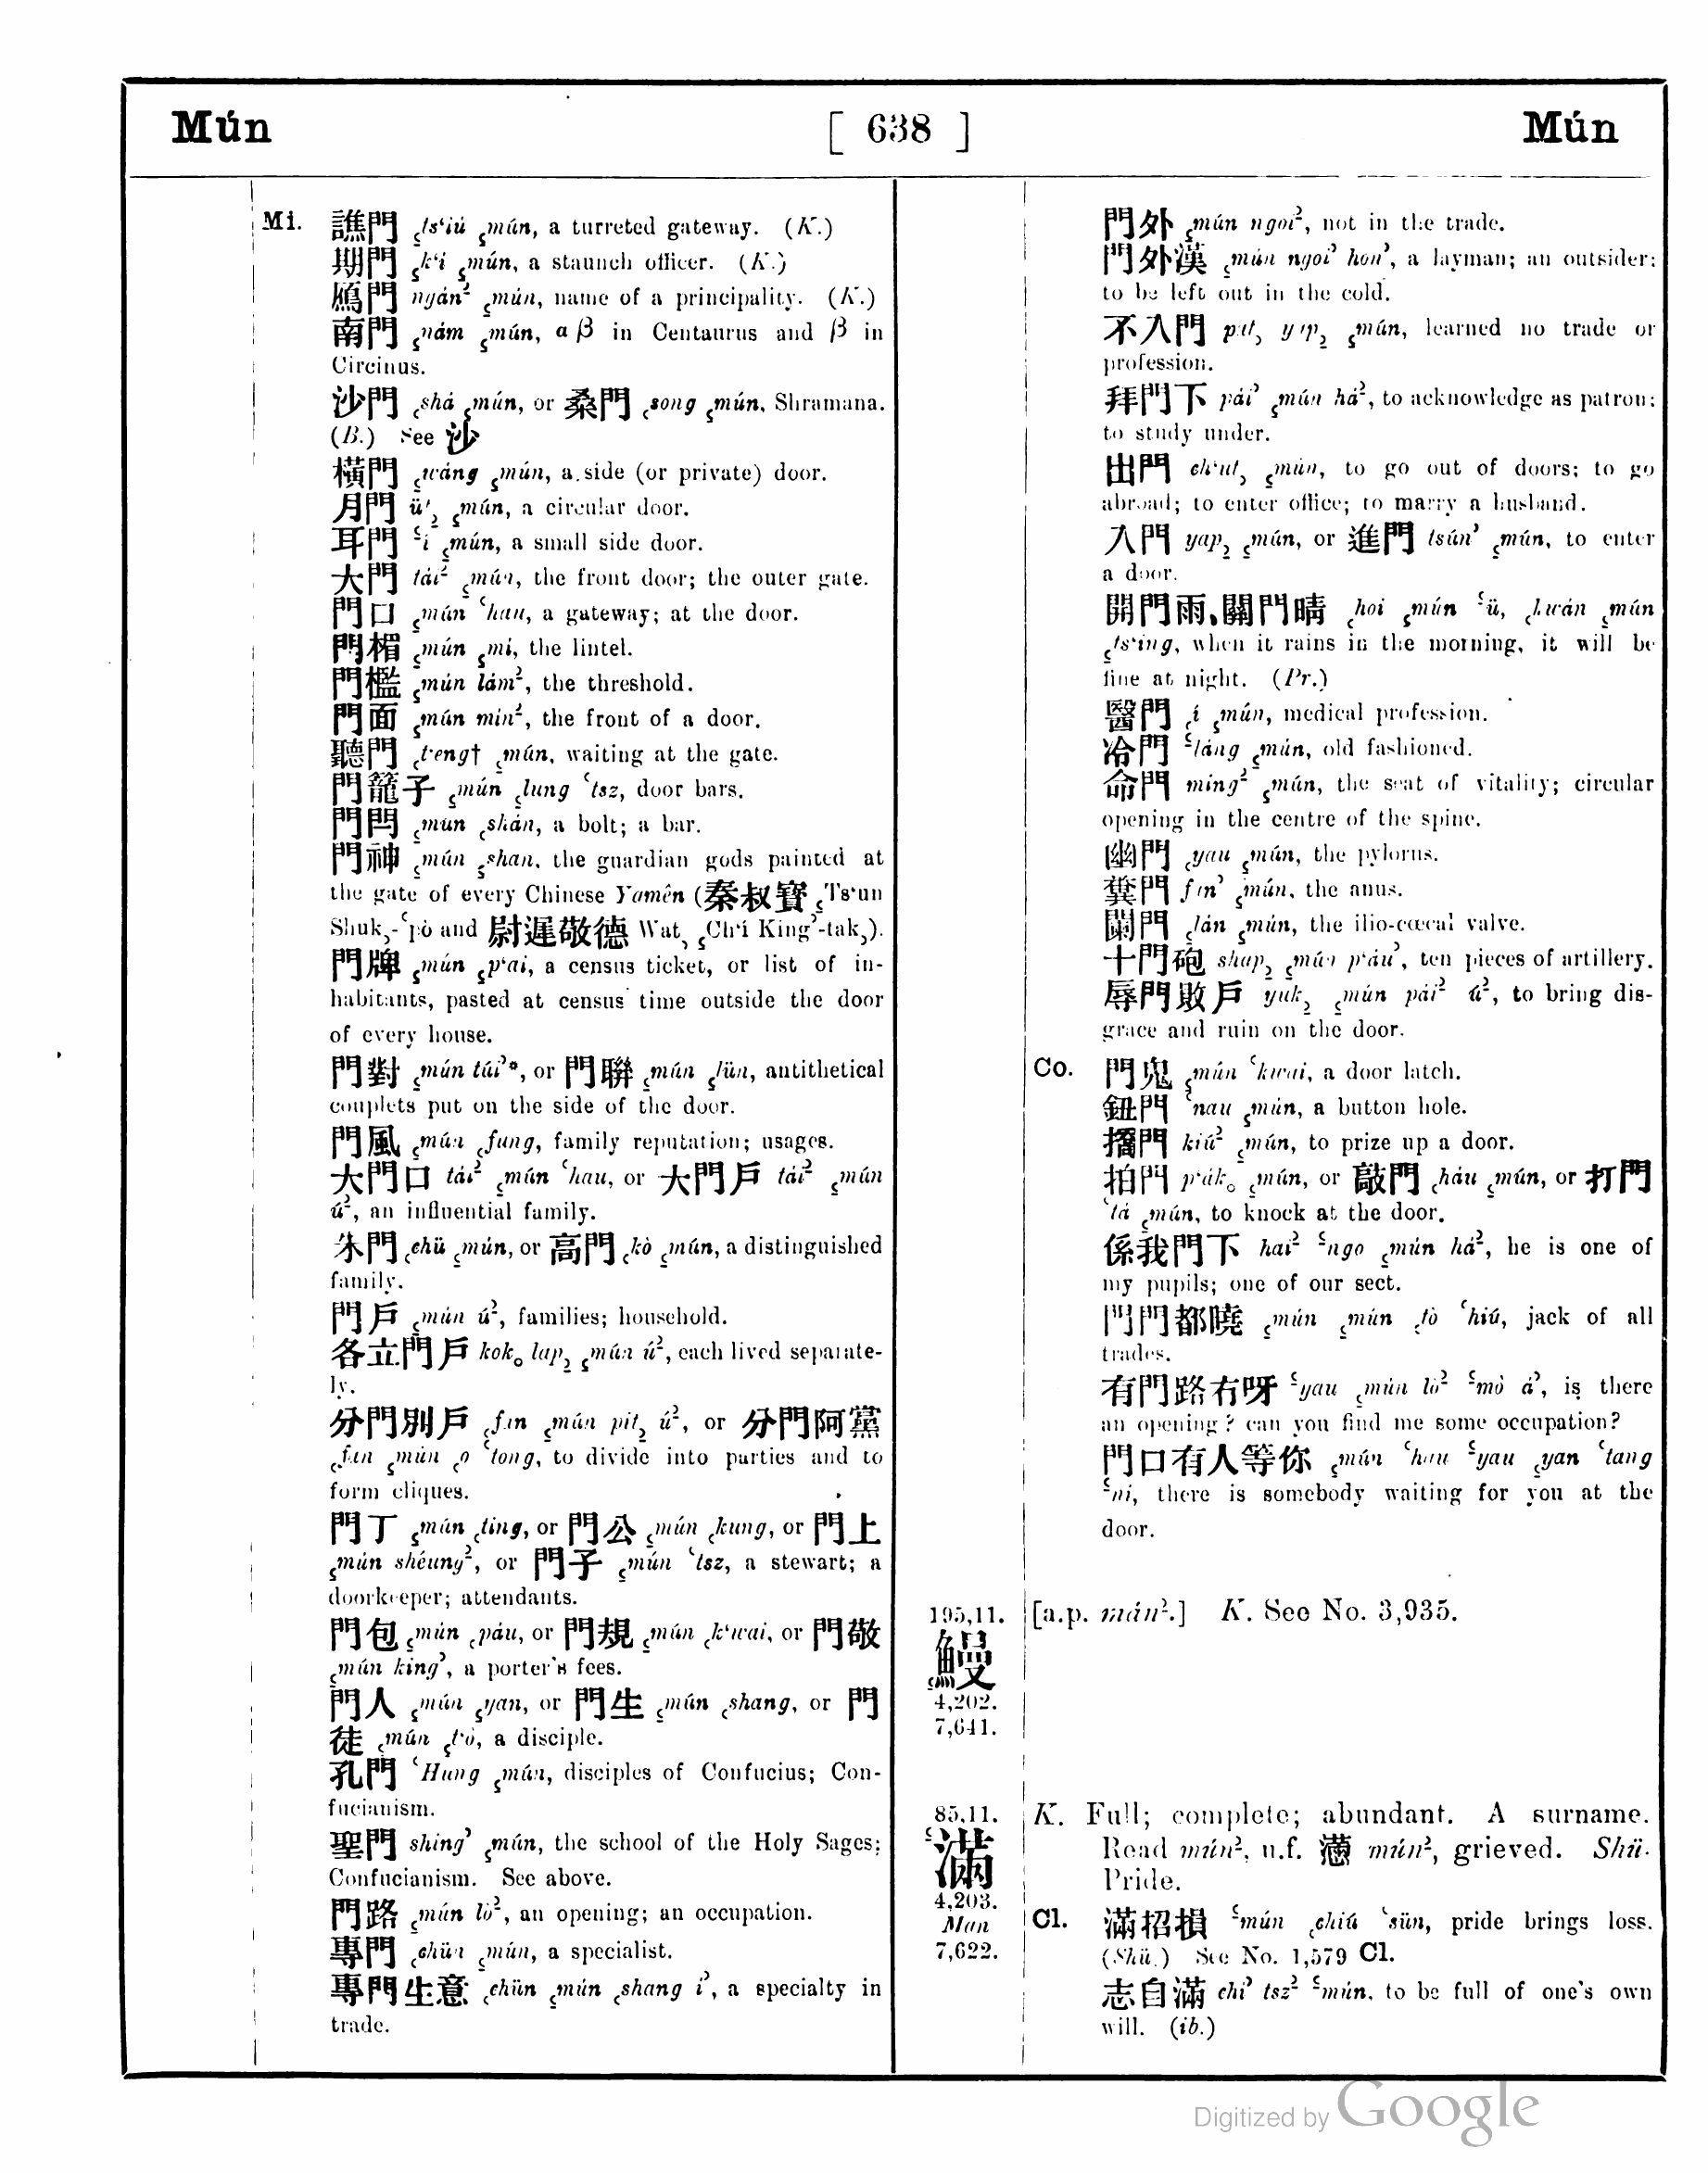 Mún [ 638 ] Mún
Mi. 譙門 ꜁ts‘iú ꜁mún, a turreted gateway. (K.)
期門 ꜁k‘i ꜁mún, a staunch officer. (K.)
鴈門 ngán² ꜁mún, name of a principality. (K.)
南門 ꜁nám ꜁mún, α β in Centaurus and β in
Circinus.
沙門 ꜀shá ꜁mún, or 桑門 ꜀song ꜁mún, Shramana.
(B.) See 沙
橫門 ꜁wáng ꜁mún, a side (or private) door.
月門 üt꜇ ꜁mún, a circular door.
耳門 ꜃í ꜁mún, a small side door.
大門 tái² ꜁mún, the front door; the outer gate.
門口 ꜁mún ꜂hau, a gateway; at the door.
門楣 ꜁mún ꜁mi, the lintel.
門檻 ꜁mún lám², the threshold.
門面 ꜁mún min², the front of a door.
聽門 ꜀t‘eng† ꜁mún, waiting at the gate.
門籠子 ꜁mún ꜁lung ꜂tsz, door bars.
門閂 ꜁mún ꜀shán, a bolt; a bar.
門神 ꜁mún ꜁shan, the guardian gods painted at
the gate of every Chinese Yamên (秦叔寶 ꜁Ts‘un
Shuk꜆-꜂pò and 尉遲敬德 Wat꜆ ꜁Ch‘i King꜄-tak꜆).
門牌 ꜁mún ꜁p‘ai, a census ticket, or list of in-
habitants, pasted at census time outside the door
of every house.
門對 ꜁mún túi꜄*, or 門聯 ꜁mún ꜁lün, antithetical
couplets put on the side of the door.
門風 ꜁mún ꜀fung, family reputation; usages.
大門口 tái² ꜁mún ꜂hau, or 大門戶 tái² ꜁mún
ú², an influential family.
朱門 ꜀chü ꜁mún, or 高門 ꜀kò ꜁mún, a distinguished
family.
門戶 ꜁mún ú², families; household.
各立門戶 kok꜀ lap꜇ ꜁mún ú², each lived separate-
ly.
分門別戶 ꜀fan ꜁mún pit꜇ ú², or 分門阿黨
꜀fan ꜁mún ꜀o ꜂tong, to divide into parties and to
form cliques.
門丁 ꜁mún ꜀ting, or 門公 ꜁mún ꜀kung, or 門上
꜁mún shéung², or 門子 ꜁mún ꜂tsz, a stewart; a
doorkeeper; attendants.
門包 ꜁mún ꜀páu, or 門規 ꜁mún ꜀k‘wai, or 門敬
꜁mún king꜄, a porter's fees.
門人 ꜁mún ꜁yan, or 門生 ꜁mún ꜀shang, or 門
徒 ꜁mún ꜁t‘ò, a disciple.
孔門 ꜂Hung ꜁mún, disciples of Confucius; Con-
fucianism.
聖門 shing꜄ ꜁mún, the school of the Holy Sages;
Confucianism. See above.
門路 ꜁mún lò², an opening; an occupation.
專門 ꜀chün ꜁mún, a specialist.
專門生意 ꜀chün ꜁mún ꜀shang í꜄, a specialty in
trade.
門外 ꜁mún ngoi², not in the trade.
門外漢 ꜁mún ngoi² hon꜄, a layman; an outsider;
to be left out in the cold.
不入門 pat꜆ yap꜇ ꜁mún, learned no trade or
profession.
拜門下 pái꜄ ꜁mún há², to acknowledge as patron;
to study under.
出門 ch‘ut꜆ ꜁mún, to go out of doors; to go
abroad; to enter office; to marry a husband.
入門 yap꜇ ꜁mún, or 進門 tsún꜄ ꜁mún, to enter
a door.
開門雨,關門晴 ꜀hoi ꜁mún ꜃ü, ꜀kwán ꜁mún
꜁ts‘ing, when it rains in the morning, it will be
fine at night. (Pr.)
醫門 ꜀í ꜁mún, medical profession.
冷門 ꜃láng ꜁mún, old fashioned.
命門 ming² ꜁mún, the seat of vitality; circular
opening in the centre of the spine.
幽門 ꜀yau ꜁mún, the pylorus.
糞門 fan꜄ ꜁mún, the anus.
闌門 ꜁lán ꜁mún, the ilio-cœcal valve.
十門砲 shap꜇ ꜁mún p‘áu꜄, ten pieces of artillery.
辱門敗戶 yuk꜇ ꜁mún pái² ú², to bring dis-
grace and ruin on the door.
Co. 門鬼 ꜁mún ꜂kwai, a door latch.
鈕門 ꜂nau ꜁mún, a button hole.
撟門 kiú² ꜁mún, to prize up a door.
拍門 p‘ák꜀ ꜁mún, or 敲門 ꜀háu ꜁mún, or 打門
꜂tá ꜁mún, to knock at the door.
係我門下 hai² ꜃ngo ꜁mún há², he is one of
my pupils; one of our sect.
門門都曉 ꜁mún ꜁mún ꜀tò ꜂hiú, jack of all
trades.
有門路冇呀 ꜃yau ꜁mún lò² ꜃mò á꜄, is there
an opening? can you find me some occupation?
門口有人等你 ꜁mún ꜂hau ꜃yau ꜁yan ꜂tang
꜃ni, there is somebody waiting for you at the
door.
195,11. [a.p. mán².] K. See No. 3,935.
꜁鰻
4,202.
7,641.
85,11. K. Full; complete; abundant. A surname.
꜃滿 Read mún², u.f. 懣 mún², grieved. Shü.
Pride.
4,203.
Man
7,622.
Cl. 滿招損 ꜃mún ꜀chiú ꜂sün, pride brings loss.
(Shü.) See No. 1,579 Cl.
志自滿 chi꜄ tsz² ꜃mún, to be full of one's own
will. (ib.)
Digitized by Google